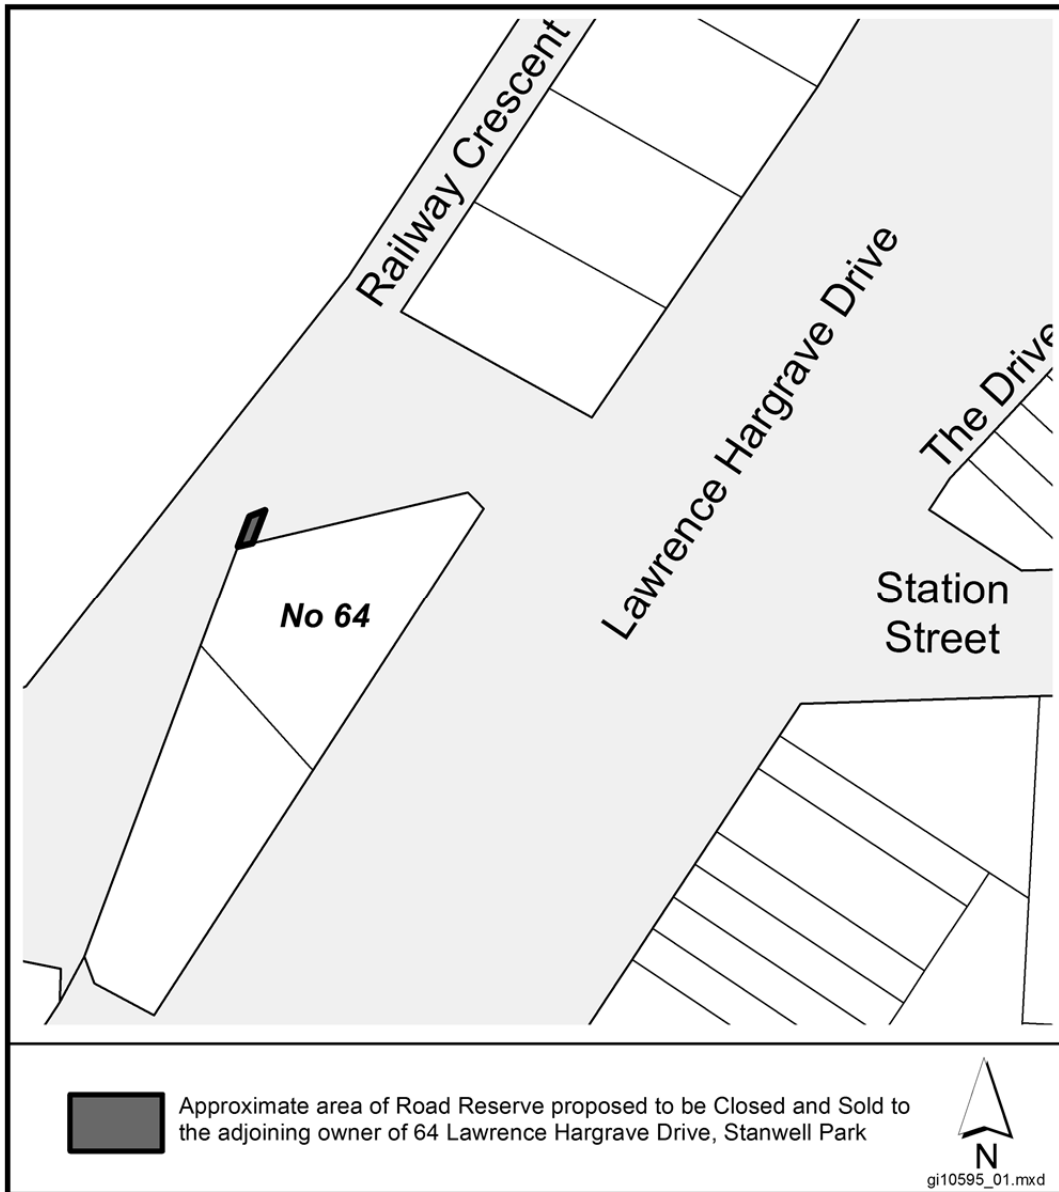 Railway Crescent
Lawrence Hargrave Drive
The Drive
Station
Street
No 64
Approximate area of Road Reserve proposed to be Closed and Sold to
the adjoining owner of 64 Lawrence Hargrave Drive, Stanwell Park
N
gi10595_01.mxd